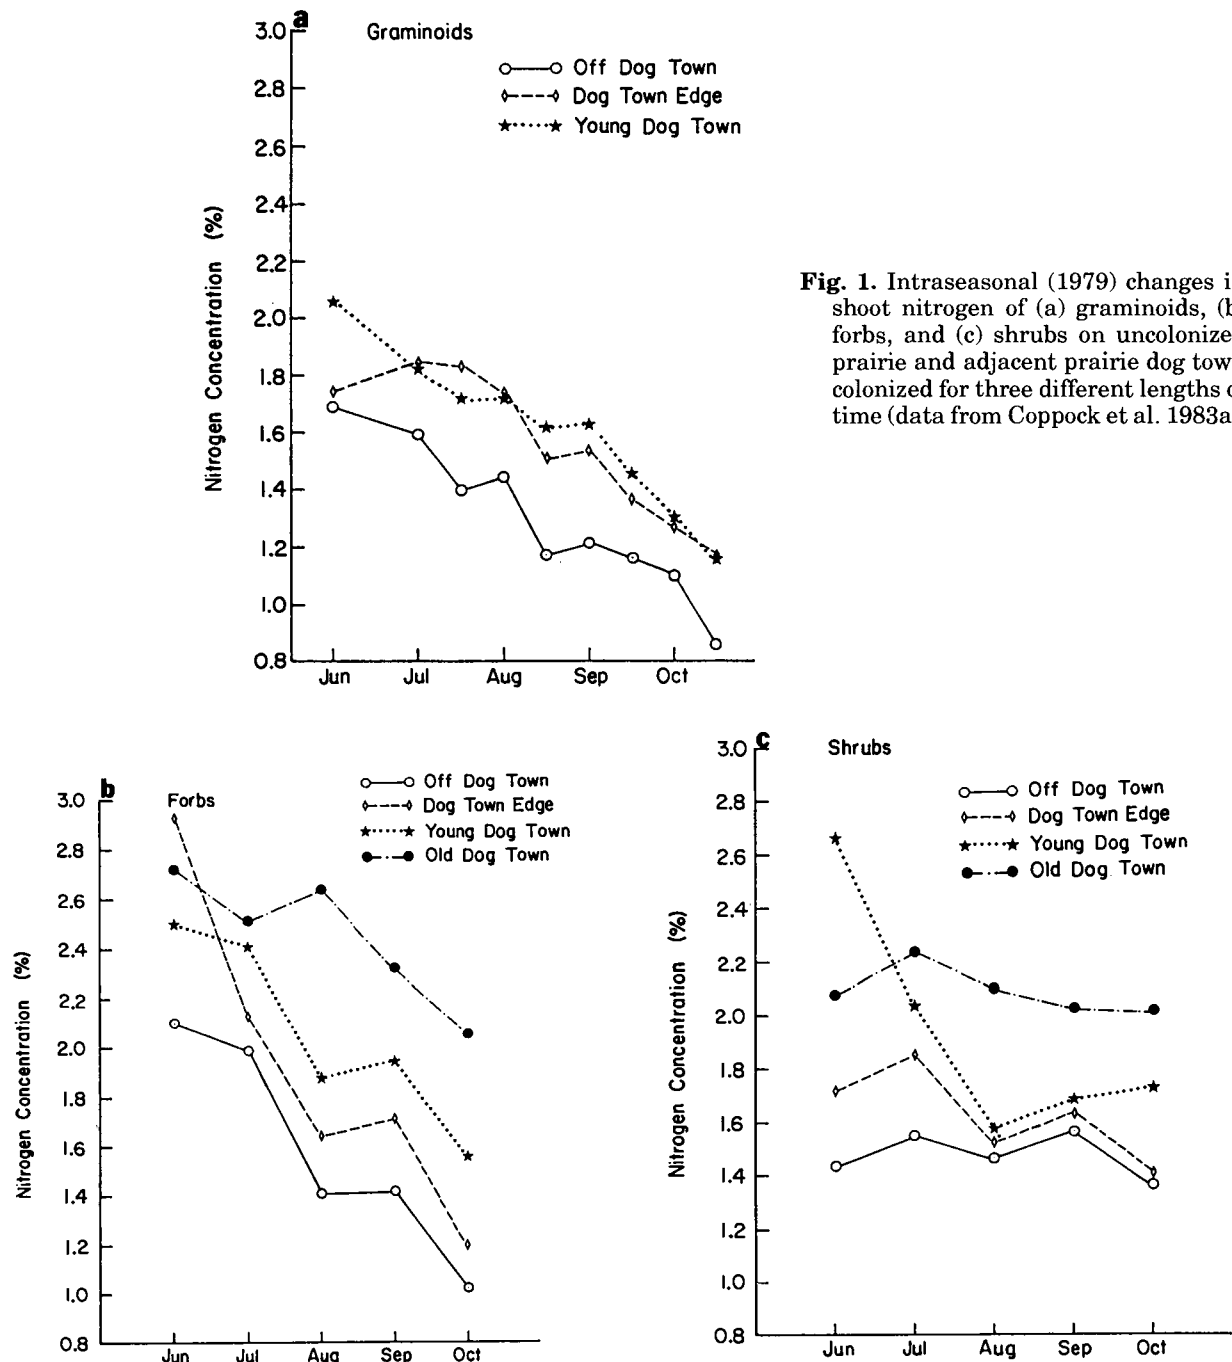 a
Graminoids
Off Dog Town
Dog Town Edge
Young Dog Town
3.0
2.8
2.6
2.4
2.2
2.0
1.8
1.6
1.4
1.2
1.0
0.8
Nitrogen Concentration (%)
Jun Jul Aug Sep Oct
Fig. 1. Intraseasonal (1979) changes i
shoot nitrogen of (a) graminoids, (b
forbs, and (c) shrubs on uncolonize
prairie and adjacent prairie dog tow
colonized for three different lengths o
time (data from Coppock et al. 1983a
b
Forbs
Off Dog Town
Dog Town Edge
Young Dog Town
Old Dog Town
3.0
2.8
2.6
2.4
2.2
2.0
1.8
1.6
1.4
1.2
1.0
0.8
Nitrogen Concentration (%)
Jun Jul Aug Sep Oct
c
Shrubs
Off Dog Town
Dog Town Edge
Young Dog Town
Old Dog Town
3.0
2.8
2.6
2.4
2.2
2.0
1.8
1.6
1.4
1.2
1.0
0.8
Nitrogen Concentration (%)
Jun Jul Aug Sep Oct